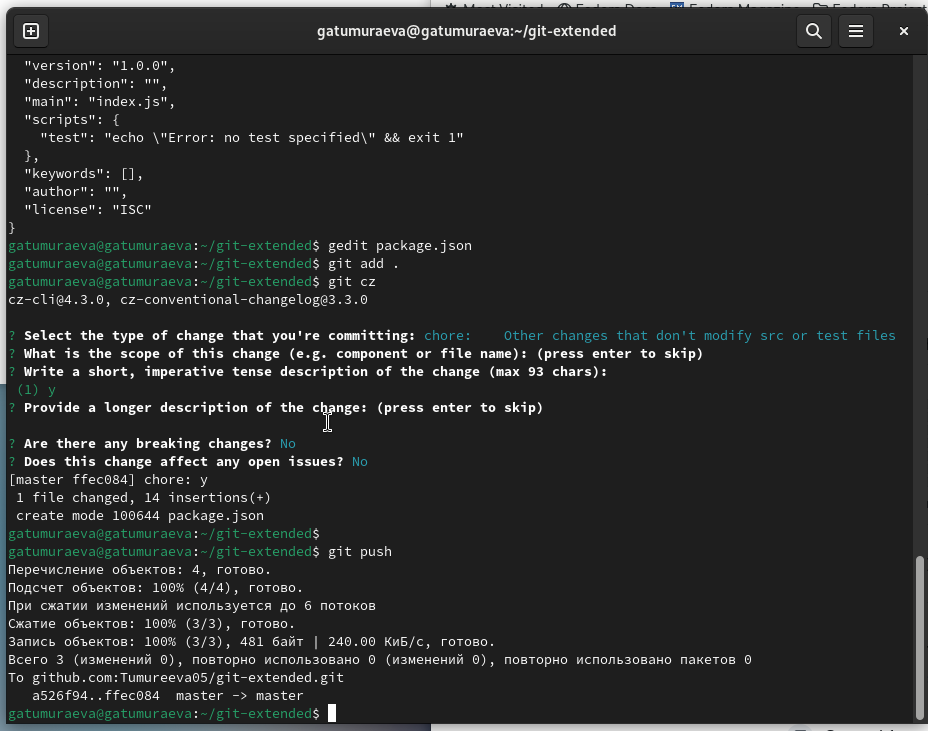 gatumuraeva@gatumuraeva:~/git-extended
  "version": "1.0.0",
  "description": "",
  "main": "index.js",
  "scripts": {
    "test": "echo \"Error: no test specified\" && exit 1"
  },
  "keywords": [],
  "author": "",
  "license": "ISC"
}
gatumuraeva@gatumuraeva:~/git-extended$ gedit package.json
gatumuraeva@gatumuraeva:~/git-extended$ git add .
gatumuraeva@gatumuraeva:~/git-extended$ git cz
cz-cli@4.3.0, cz-conventional-changelog@3.3.0
? Select the type of change that you're committing: chore:    Other changes that don't modify src or test files
? What is the scope of this change (e.g. component or file name): (press enter to skip)
? Write a short, imperative tense description of the change (max 93 chars):
 (1) y
? Provide a longer description of the change: (press enter to skip)
? Are there any breaking changes? No
? Does this change affect any open issues? No
[master ffec084] chore: y
 1 file changed, 14 insertions(+)
 create mode 100644 package.json
gatumuraeva@gatumuraeva:~/git-extended$
gatumuraeva@gatumuraeva:~/git-extended$ git push
Перечисление объектов: 4, готово.
Подсчет объектов: 100% (4/4), готово.
При сжатии изменений используется до 6 потоков
Сжатие объектов: 100% (3/3), готово.
Запись объектов: 100% (3/3), 481 байт | 240.00 КиБ/с, готово.
Всего 3 (изменений 0), повторно использовано 0 (изменений 0), повторно использовано пакетов 0
To github.com:Tumureeva05/git-extended.git
   a526f94..ffec084  master -> master
gatumuraeva@gatumuraeva:~/git-extended$